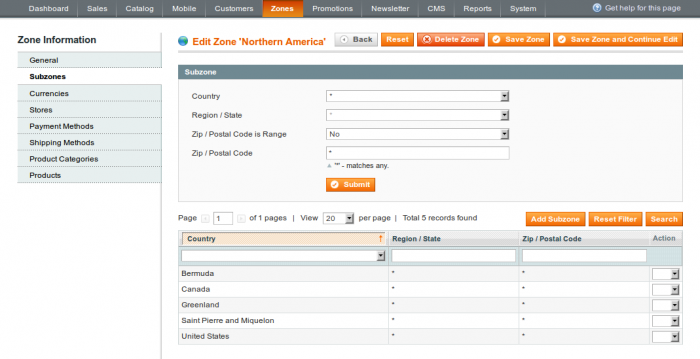 Dashboard Sales Catalog Mobile Customers Zones Promotions Newsletter CMS Reports System Get help for this page
Zone Information
General
Subzones
Currencies
Stores
Payment Methods
Shipping Methods
Product Categories
Products
Edit Zone 'Northern America' Back Reset Delete Zone Save Zone Save Zone and Continue Edit
Subzone
Country *
Region / State *
Zip / Postal Code is Range No
Zip / Postal Code *
"*" - matches any.
Submit
Page 1 of 1 pages | View 20 per page | Total 5 records found Add Subzone Reset Filter Search
Country Region / State Zip / Postal Code Action
Bermuda * *
Canada * *
Greenland * *
Saint Pierre and Miquelon * *
United States * *